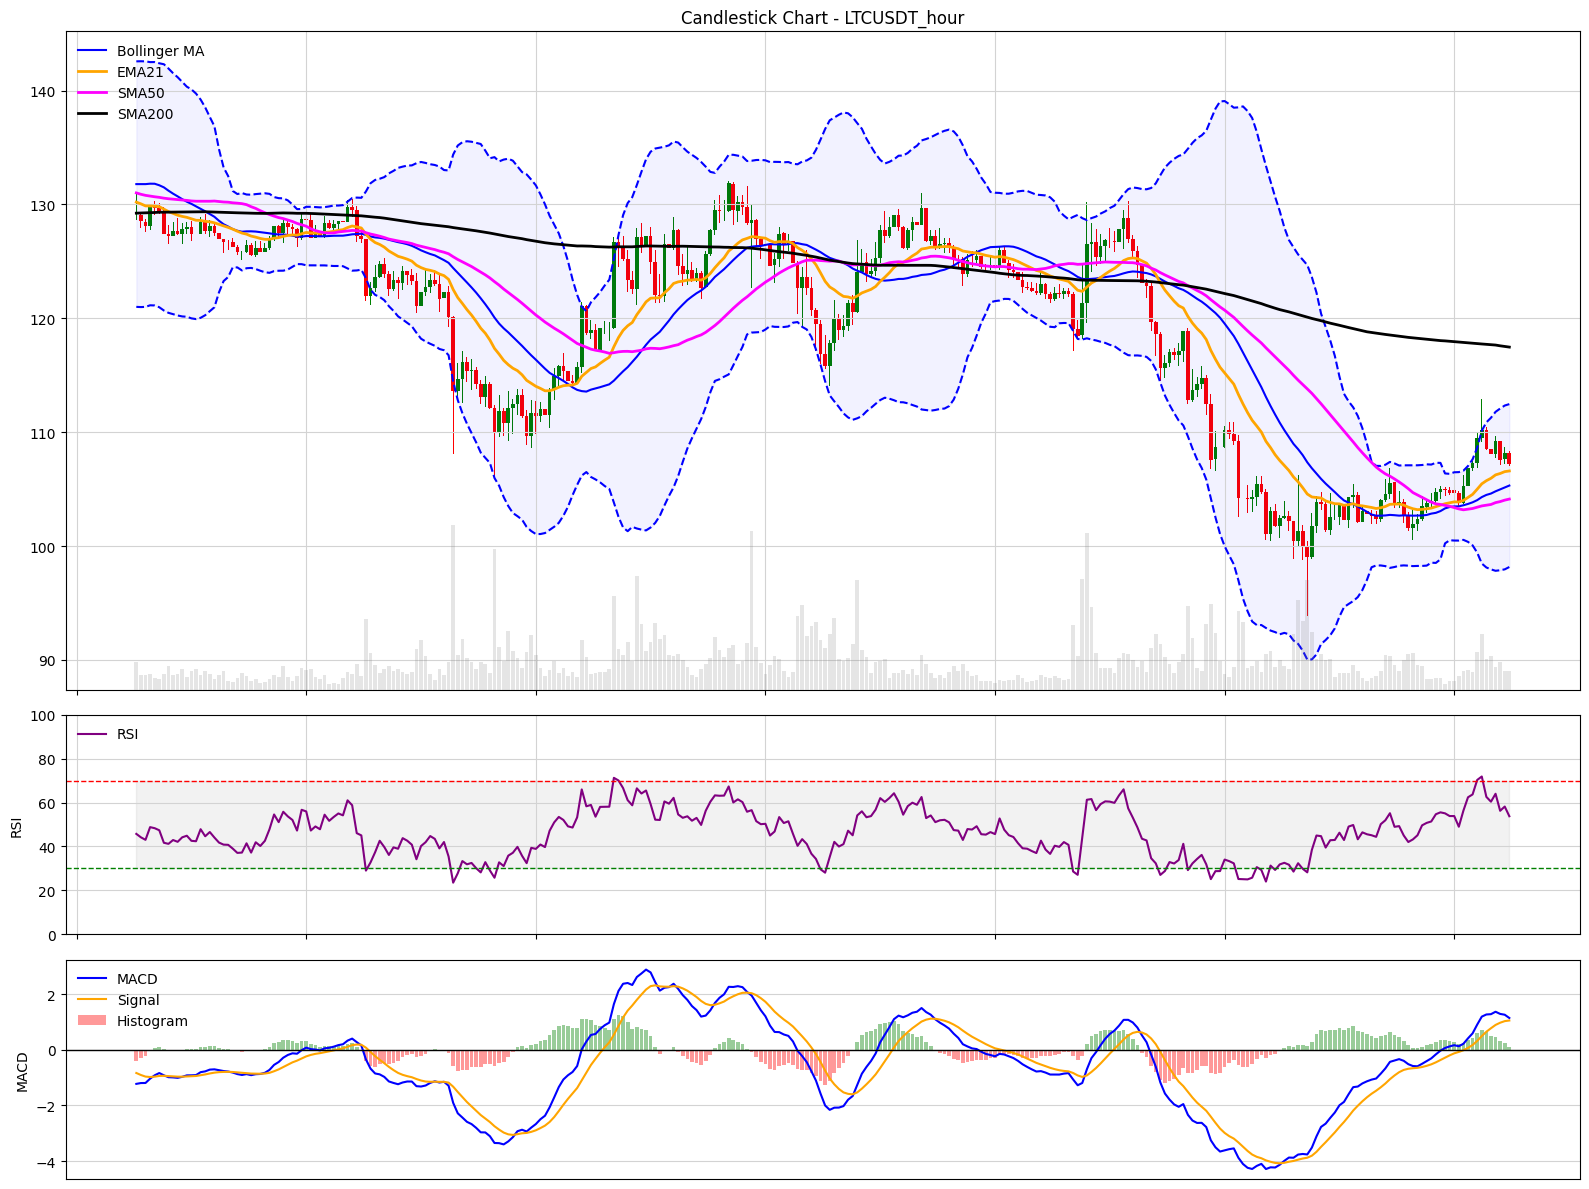 Candlestick Chart - LTCUSDT_hour
Bollinger MA
EMA21
SMA50
SMA200
140
130
120
110
100
90
RSI
100
80
60
40
20
0
RSI
MACD
Signal
Histogram
2
0
−2
−4
MACD